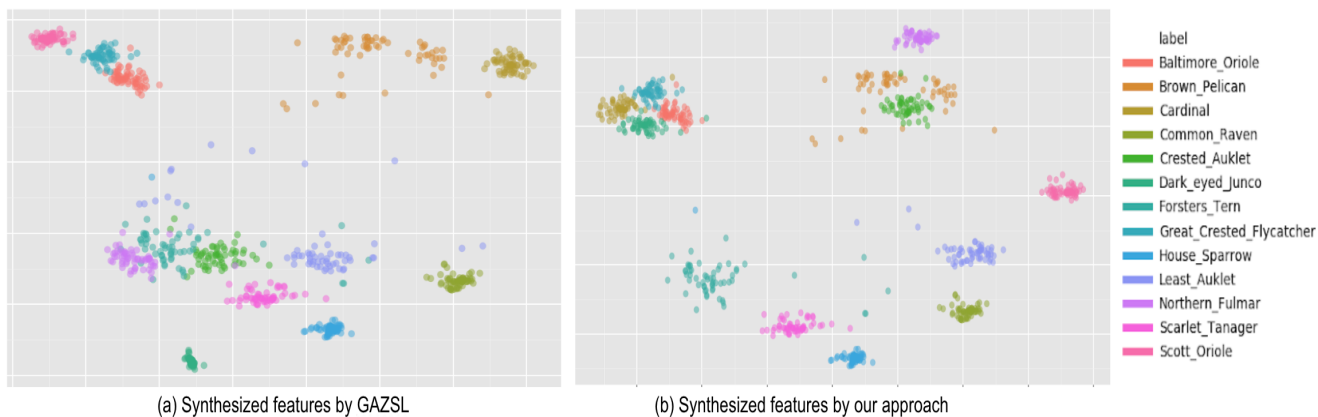 label
Baltimore_Oriole
Brown_Pelican
Cardinal
Common_Raven
Crested_Auklet
Dark_eyed_Junco
Forsters_Tern
Great_Crested_Flycatcher
House_Sparrow
Least_Auklet
Northern_Fulmar
Scarlet_Tanager
Scott_Oriole
(a) Synthesized features by GAZSL
(b) Synthesized features by our approach